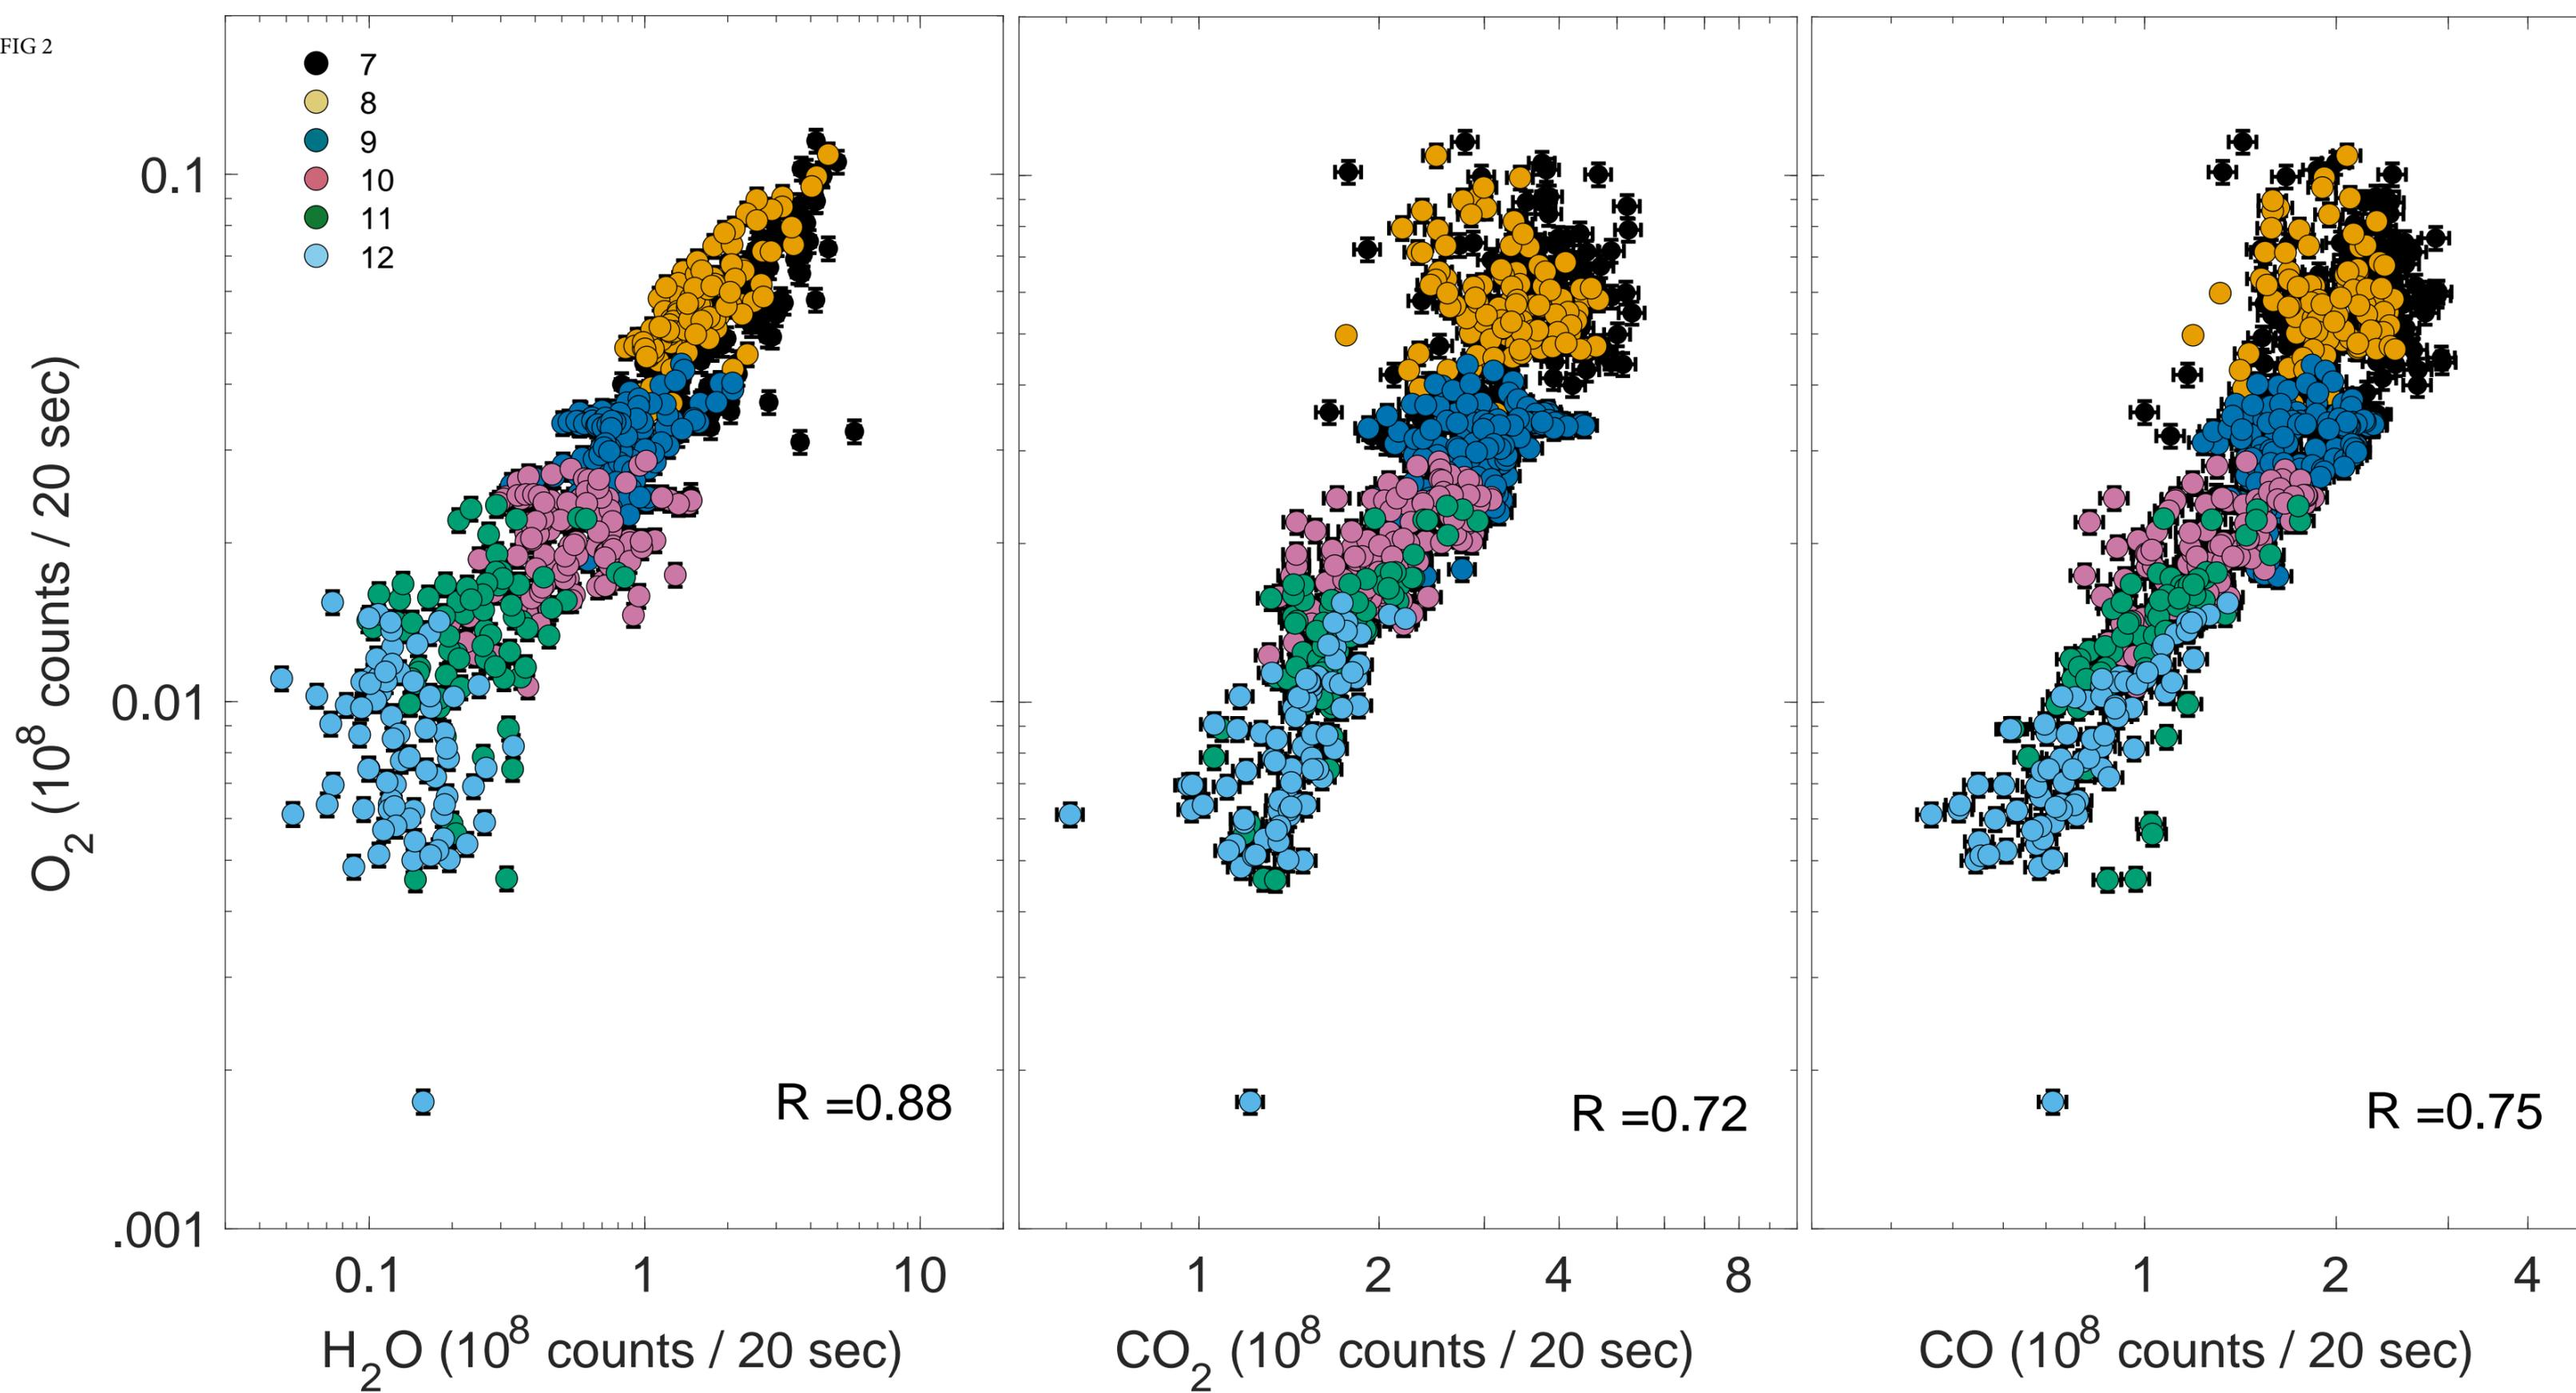 FIG 2
7
8
9
10
11
12
0.1
0.01
.001
O2 (10^8 counts / 20 sec)
R =0.88
R =0.72
R =0.75
0.1 1 10
1 2 4 8
1 2 4
H2O (10^8 counts / 20 sec)
CO2 (10^8 counts / 20 sec)
CO (10^8 counts / 20 sec)